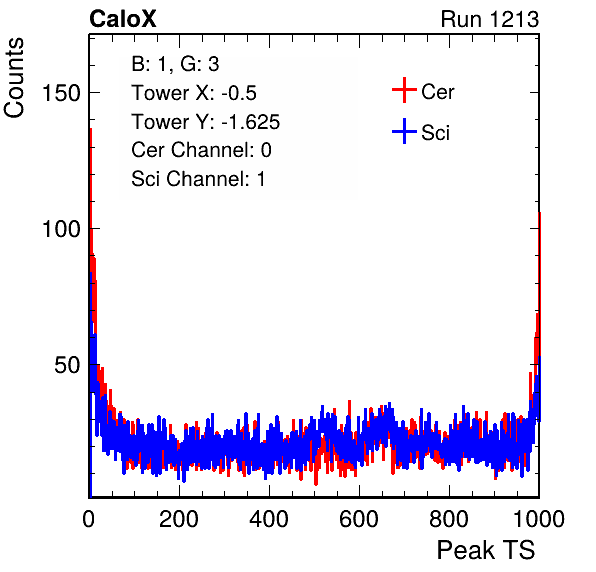 CaloX Run 1213
Counts
B: 1, G: 3
Tower X: -0.5
Tower Y: -1.625
Cer Channel: 0
Sci Channel: 1
Cer
Sci
150
100
50
0 200 400 600 800 1000
Peak TS